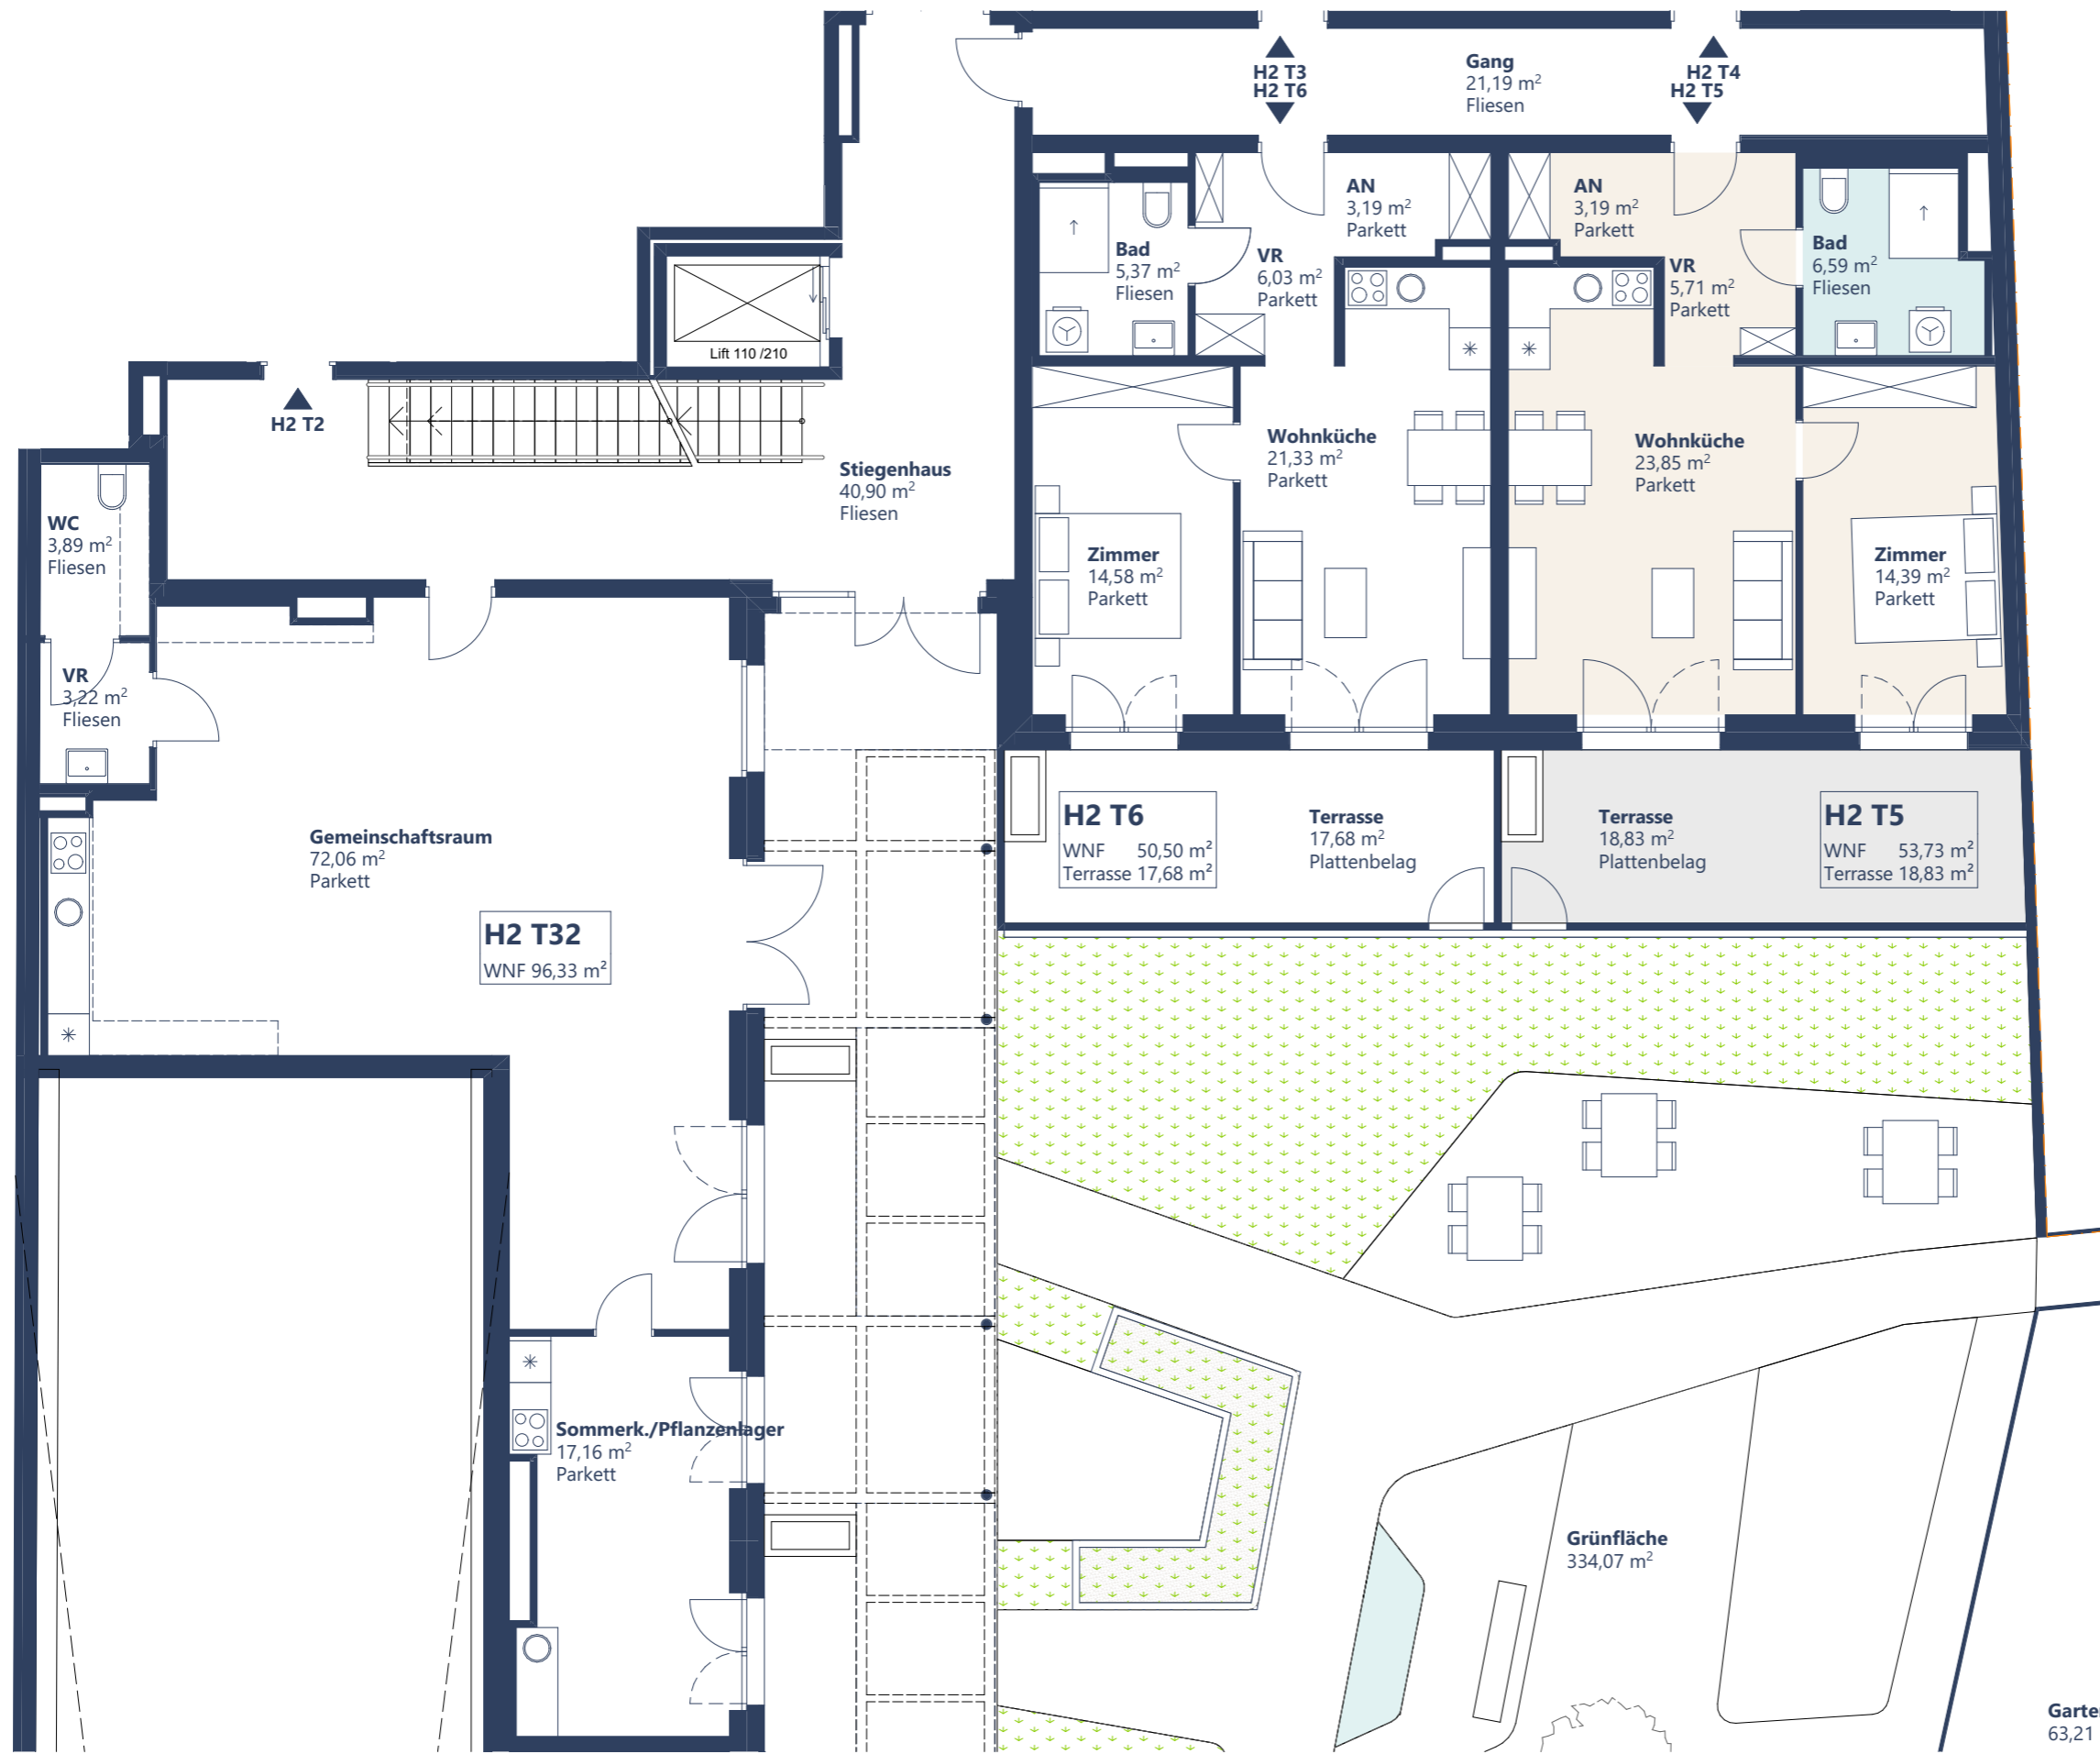 H2 T3
H2 T6
Gang
21,19 m²
Fliesen
H2 T4
H2 T5
AN
3,19 m²
Parkett
AN
3,19 m²
Parkett
Bad
5,37 m²
Fliesen
VR
6,03 m²
Parkett
VR
5,71 m²
Parkett
Bad
6,59 m²
Fliesen
Lift 110 /210
H2 T2
Stiegenhaus
40,90 m²
Fliesen
Wohnküche
21,33 m²
Parkett
Wohnküche
23,85 m²
Parkett
WC
3,89 m²
Fliesen
Zimmer
14,58 m²
Parkett
Zimmer
14,39 m²
Parkett
VR
3,22 m²
Fliesen
Gemeinschaftsraum
72,06 m²
Parkett
H2 T6
WNF 50,50 m²
Terrasse 17,68 m²
Terrasse
17,68 m²
Plattenbelag
Terrasse
18,83 m²
Plattenbelag
H2 T5
WNF 53,73 m²
Terrasse 18,83 m²
H2 T32
WNF 96,33 m²
Sommerk./Pflanzenlager
17,16 m²
Parkett
Grünfläche
334,07 m²
63,21